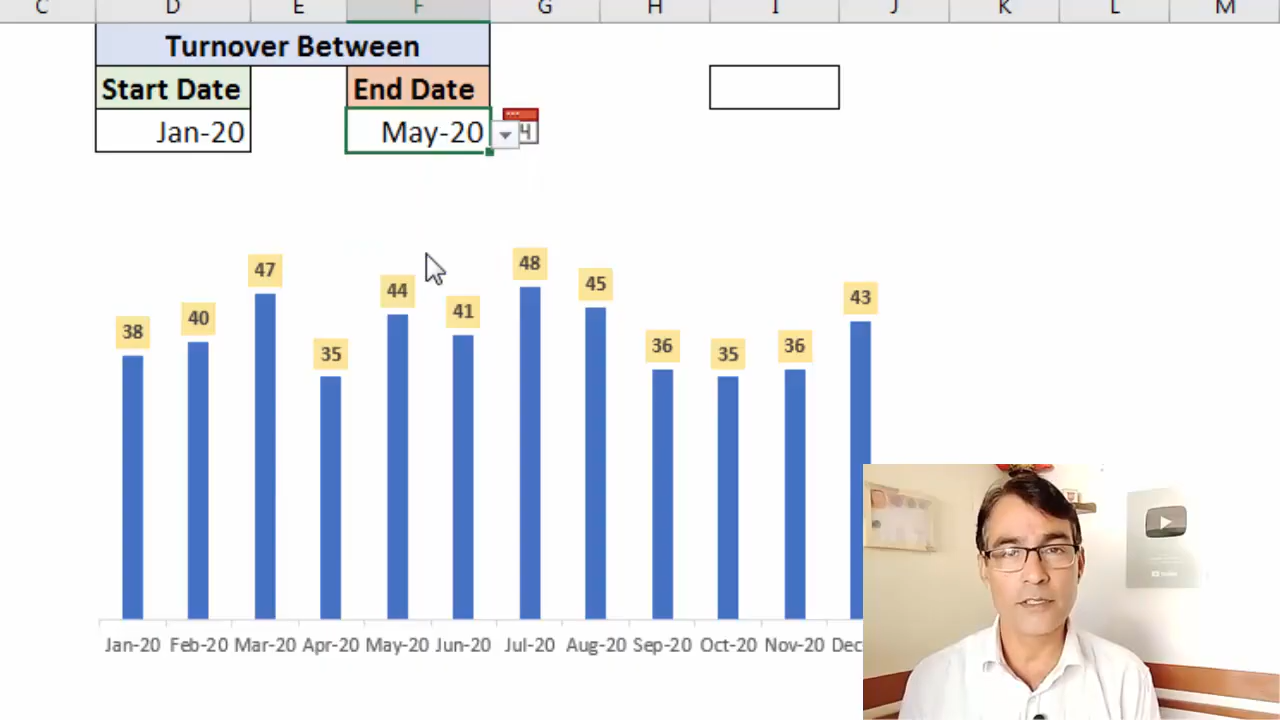 C D E F G H I J K L M
Turnover Between
Start Date End Date
Jan-20 May-20
38 40 47 35 44 41 48 45 36 35 36 43
Jan-20 Feb-20 Mar-20 Apr-20 May-20 Jun-20 Jul-20 Aug-20 Sep-20 Oct-20 Nov-20 Dec